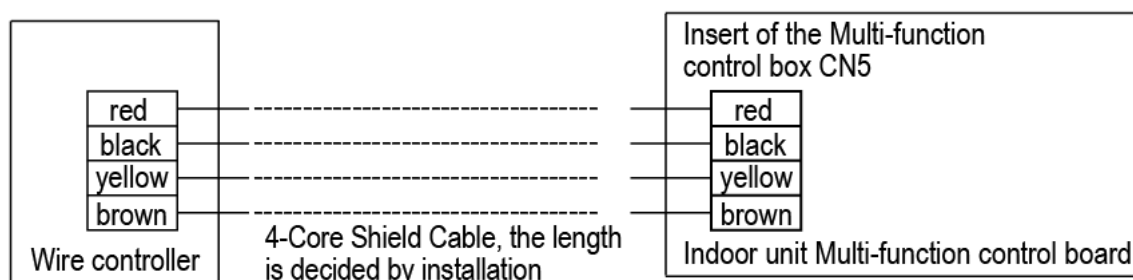 Insert of the Multi-function
control box CN5
red
black
yellow
brown
red
black
yellow
brown
Wire controller
4-Core Shield Cable, the length
is decided by installation
Indoor unit Multi-function control board